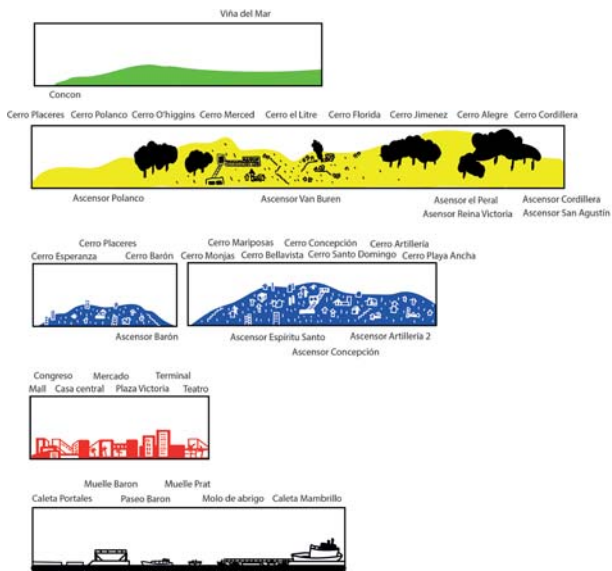 Viña del Mar
Concon
Cerro Placeres Cerro Polanco Cerro O'higgins Cerro Merced Cerro el Litre Cerro Florida Cerro Jimenez Cerro Alegre Cerro Cordillera
Ascensor Polanco Ascensor Van Buren Asensor el Peral Ascensor Cordillera
Asensor Reina Victoria Ascensor San Agustín
Cerro Placeres
Cerro Esperanza Cerro Barón
Ascensor Barón
Cerro Mariposas Cerro Concepción Cerro Artillería
Cerro Monjas Cerro Bellavista Cerro Santo Domingo Cerro Playa Ancha
Ascensor Espíritu Santo Ascensor Artillería 2
Ascensor Concepción
Congreso Mercado Terminal
Mall Casa central Plaza Victoria Teatro
Muelle Baron Muelle Prat
Caleta Portales Paseo Baron Molo de abrigo Caleta Mambrillo